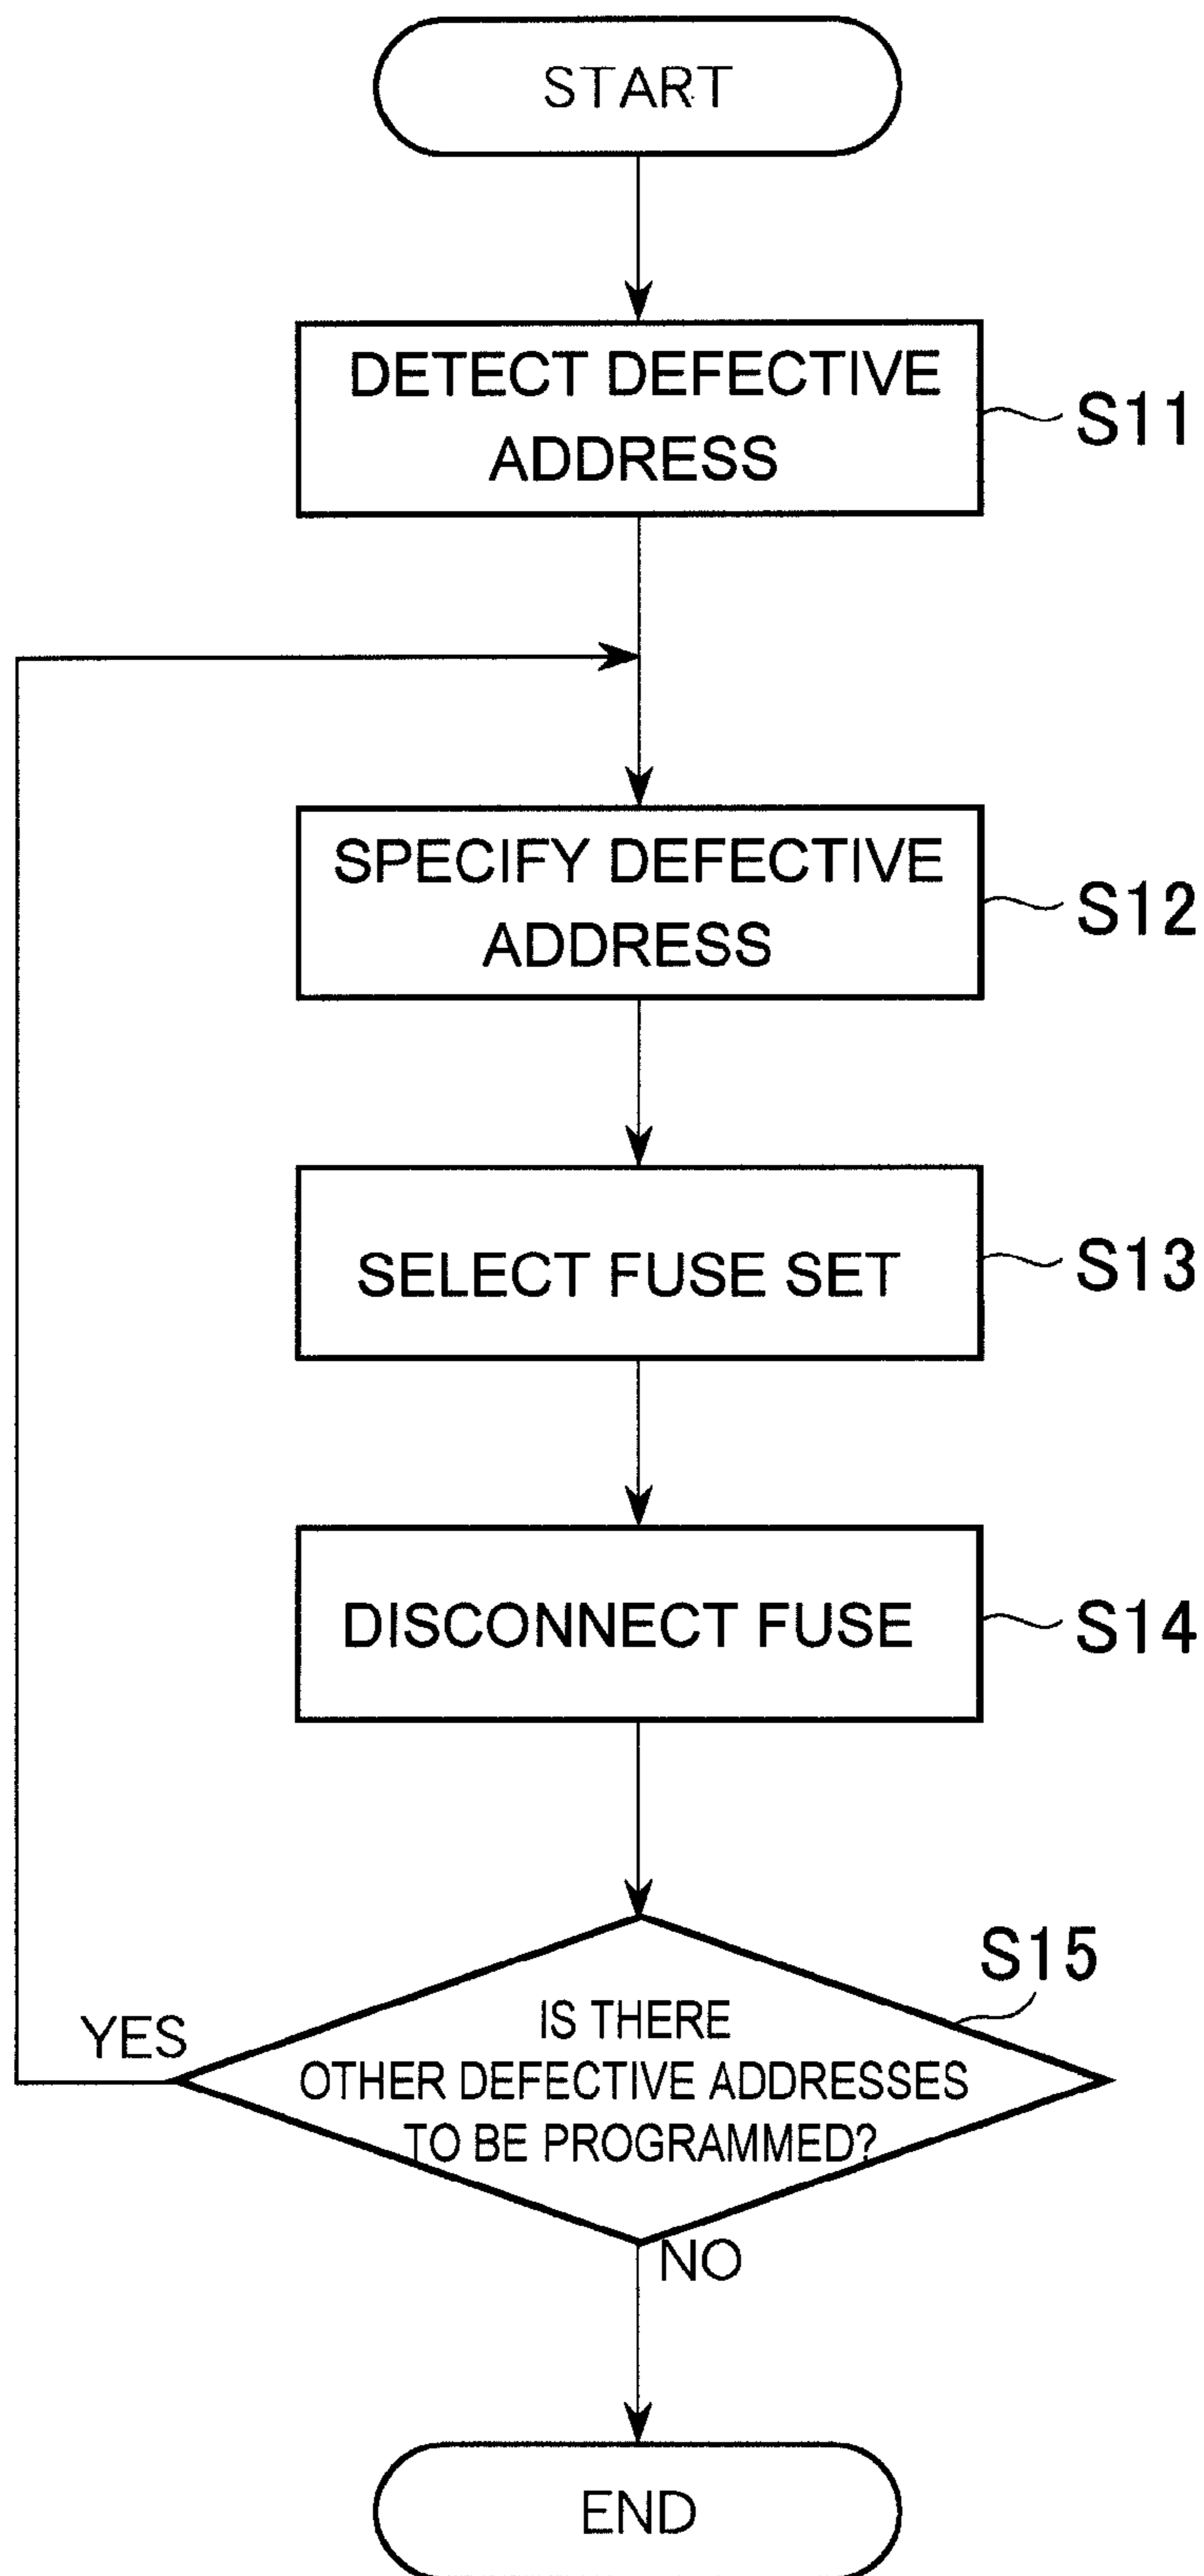 START
DETECT DEFECTIVE
ADDRESS
S11
SPECIFY DEFECTIVE
ADDRESS
S12
SELECT FUSE SET
S13
DISCONNECT FUSE
S14
S15
IS THERE
OTHER DEFECTIVE ADDRESSES
TO BE PROGRAMMED?
YES
NO
END